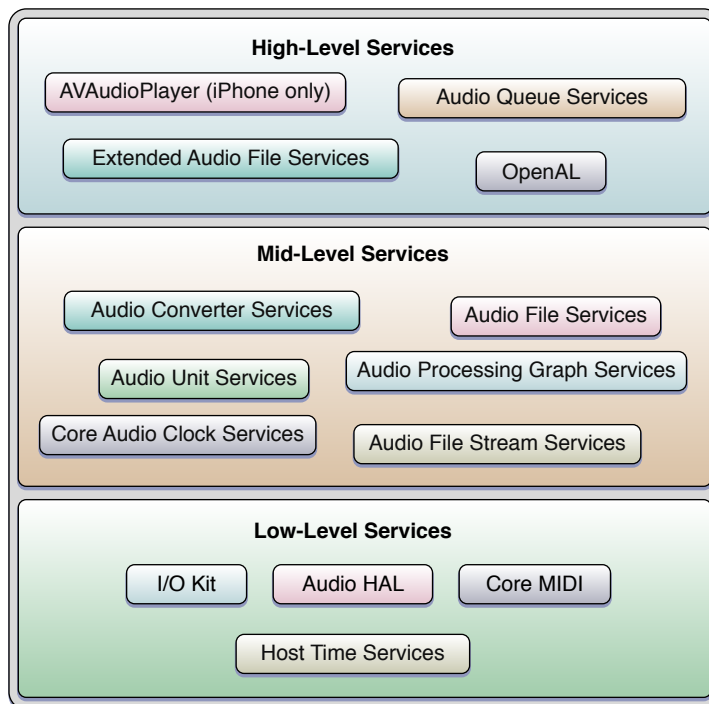 High-Level Services
AVAudioPlayer (iPhone only)
Audio Queue Services
Extended Audio File Services
OpenAL
Mid-Level Services
Audio Converter Services
Audio File Services
Audio Unit Services
Audio Processing Graph Services
Core Audio Clock Services
Audio File Stream Services
Low-Level Services
I/O Kit
Audio HAL
Core MIDI
Host Time Services